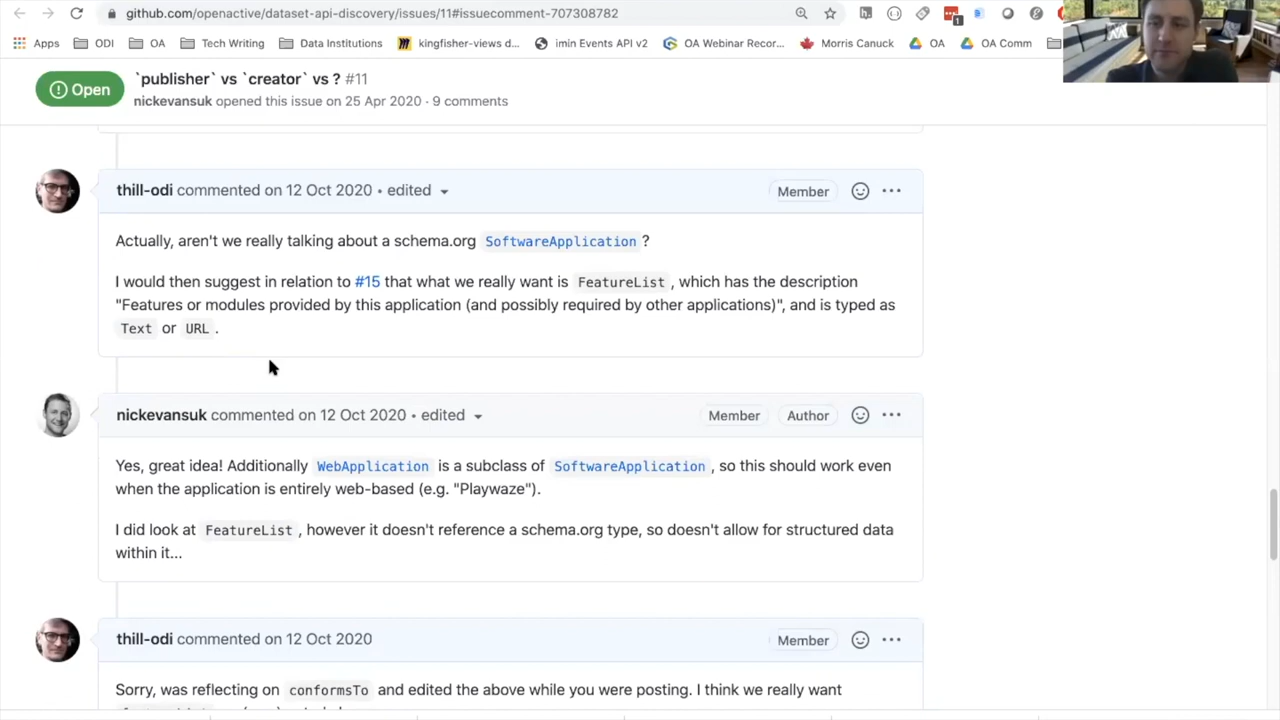 github.com/openactive/dataset-api-discovery/issues/11#issuecomment-707308782
1
Apps ODI OA Tech Writing Data Institutions kingfisher-views d... imin Events API v2 OA Webinar Recor... Morris Canuck OA OA Comm
Open
`publisher` vs `creator` vs ? #11
nickevansuk opened this issue on 25 Apr 2020 · 9 comments
thill-odi commented on 12 Oct 2020 • edited
Member
Actually, aren't we really talking about a schema.org SoftwareApplication ?
I would then suggest in relation to #15 that what we really want is FeatureList , which has the description
"Features or modules provided by this application (and possibly required by other applications)", and is typed as
Text or URL .
nickevansuk commented on 12 Oct 2020 • edited
Member Author
Yes, great idea! Additionally WebApplication is a subclass of SoftwareApplication , so this should work even
when the application is entirely web-based (e.g. "Playwaze").
I did look at FeatureList , however it doesn't reference a schema.org type, so doesn't allow for structured data
within it...
thill-odi commented on 12 Oct 2020
Member
Sorry, was reflecting on conformsTo and edited the above while you were posting. I think we really want